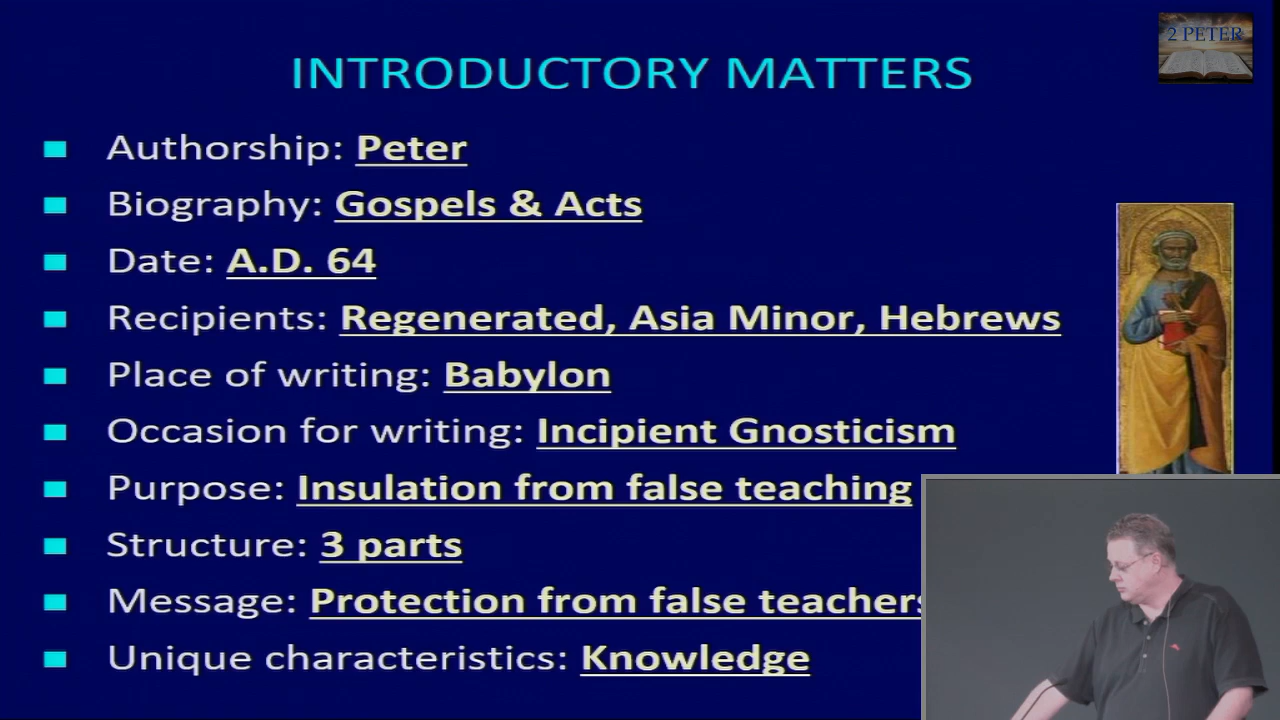 2 PETER
INTRODUCTORY MATTERS
Authorship: Peter
Biography: Gospels & Acts
Date: A.D. 64
Recipients: Regenerated, Asia Minor, Hebrews
Place of writing: Babylon
Occasion for writing: Incipient Gnosticism
Purpose: Insulation from false teaching
Structure: 3 parts
Message: Protection from false teachers
Unique characteristics: Knowledge